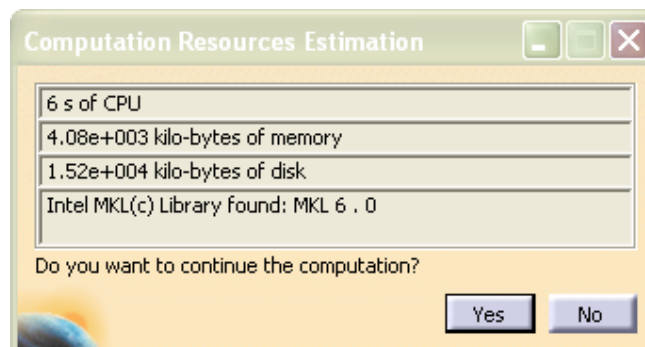 Computation Resources Estimation
6 s of CPU
4.08e+003 kilo-bytes of memory
1.52e+004 kilo-bytes of disk
Intel MKL(c) Library found: MKL 6 . 0
Do you want to continue the computation?
Yes No